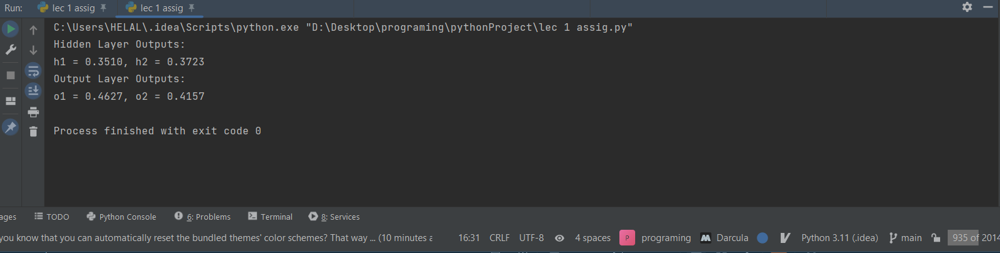 Run: lec 1 assig lec 1 assig
C:\Users\HELAL\.idea\Scripts\python.exe "D:\Desktop\programing\pythonProject\lec 1 assig.py"
Hidden Layer Outputs:
h1 = 0.3510, h2 = 0.3723
Output Layer Outputs:
o1 = 0.4627, o2 = 0.4157
Process finished with exit code 0
ages TODO Python Console 6: Problems Terminal 8: Services
you know that you can automatically reset the bundled themes' color schemes? That way ... (10 minutes a 16:31 CRLF UTF-8 4 spaces P programing M Darcula Python 3.11 (.idea) main 935 of 2014